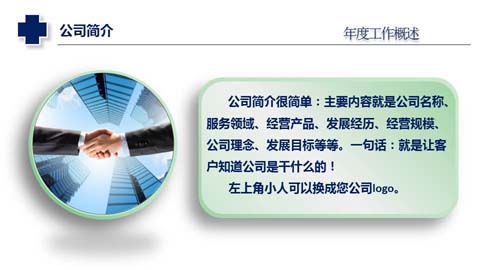 公司简介
年度工作概述
公司简介很简单：主要内容就是公司名称、
服务领域、经营产品、发展经历、经营规模、
公司理念、发展目标等等。一句话：就是让客
户知道公司是干什么的！
左上角小人可以换成您公司logo。